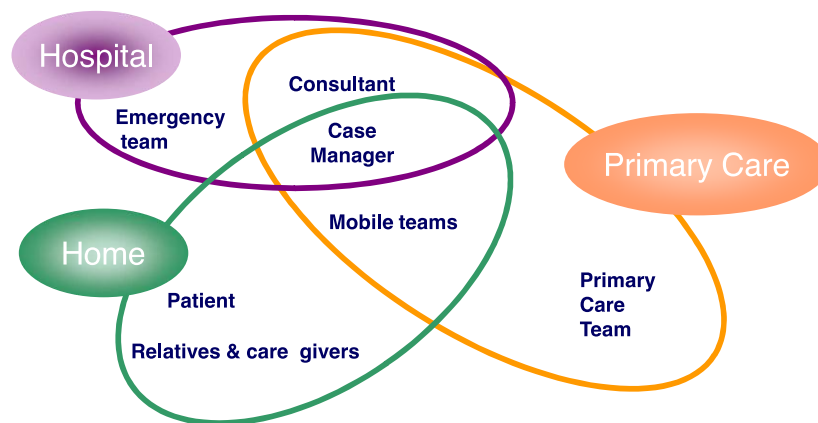 Hospital
Consultant
Emergency
team
Case
Manager
Primary Care
Mobile teams
Home
Primary
Care
Team
Patient
Relatives & care givers